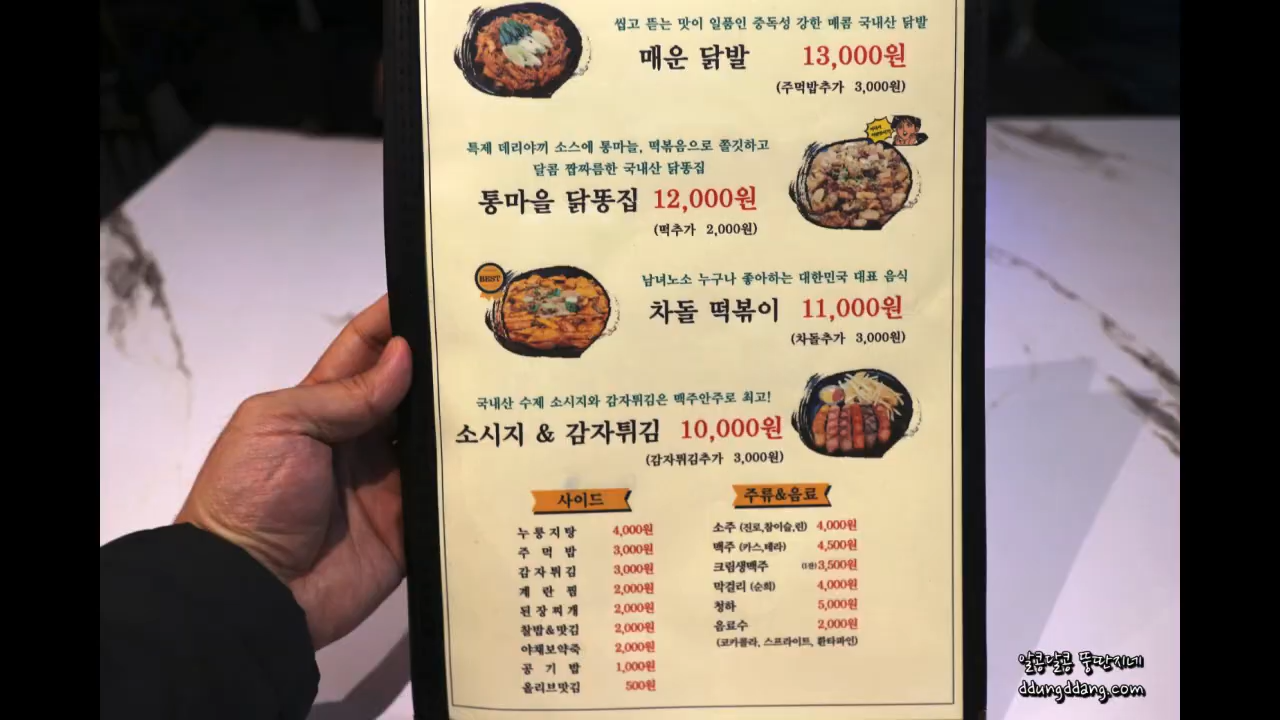 씹고 뜯는 맛이 일품인 중독성 강한 매콤 국내산 닭발
매운 닭발 13,000원
(주먹밥추가 3,000원)
특제 데리야끼 소스에 통마늘, 떡볶음으로 쫄깃하고
달콤 짭짜름한 국내산 닭똥집
통마을 닭똥집 12,000원
(떡추가 2,000원)
BEST
남녀노소 누구나 좋아하는 대한민국 대표 음식
차돌 떡볶이 11,000원
(차돌추가 3,000원)
국내산 수제 소시지와 감자튀김은 맥주안주로 최고!
소시지 & 감자튀김 10,000원
(감자튀김추가 3,000원)
사이드
누룽지탕 4,000원
주먹밥 3,000원
감자튀김 3,000원
계란찜 2,000원
된장찌개 2,000원
찰밥&맛김 2,000원
야채보약죽 2,000원
공기밥 1,000원
올리브맛김 500원
주류&음료
소주 (진로,참이슬,린) 4,000원
맥주 (카스,테라) 4,500원
크림생맥주 (1잔) 3,500원
막걸리 (순희) 4,000원
청하 5,000원
음료수 2,000원
(코카콜라, 스프라이트, 환타파인)
알콤달콤 뚱딴지네
ddungddang.com